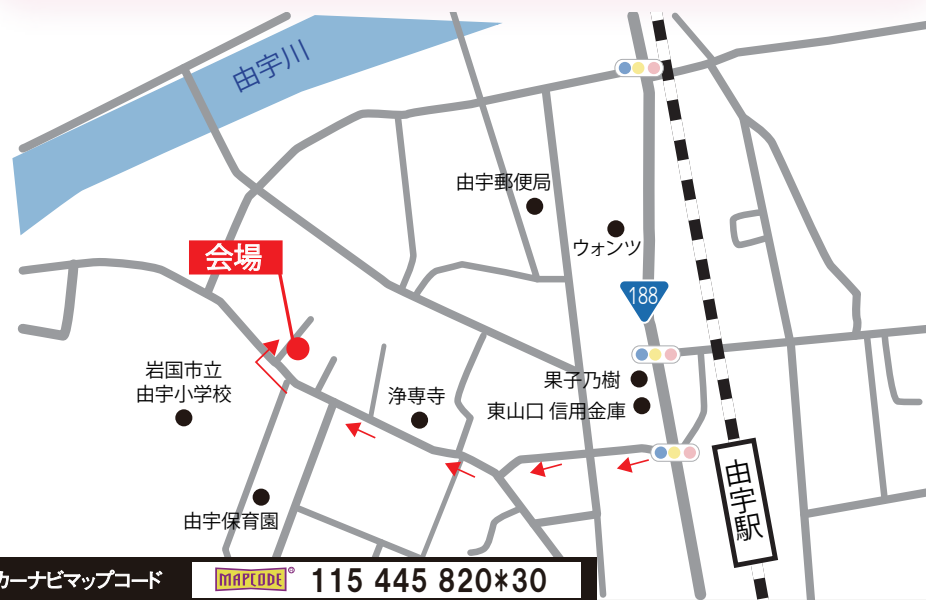 由宇川
由宇郵便局
ウォンツ
会場
188
岩国市立
由宇小学校
浄専寺
果子乃樹
東山口 信用金庫
由宇駅
由宇保育園
カーナビマップコード
MAPCODE®
115 445 820*30